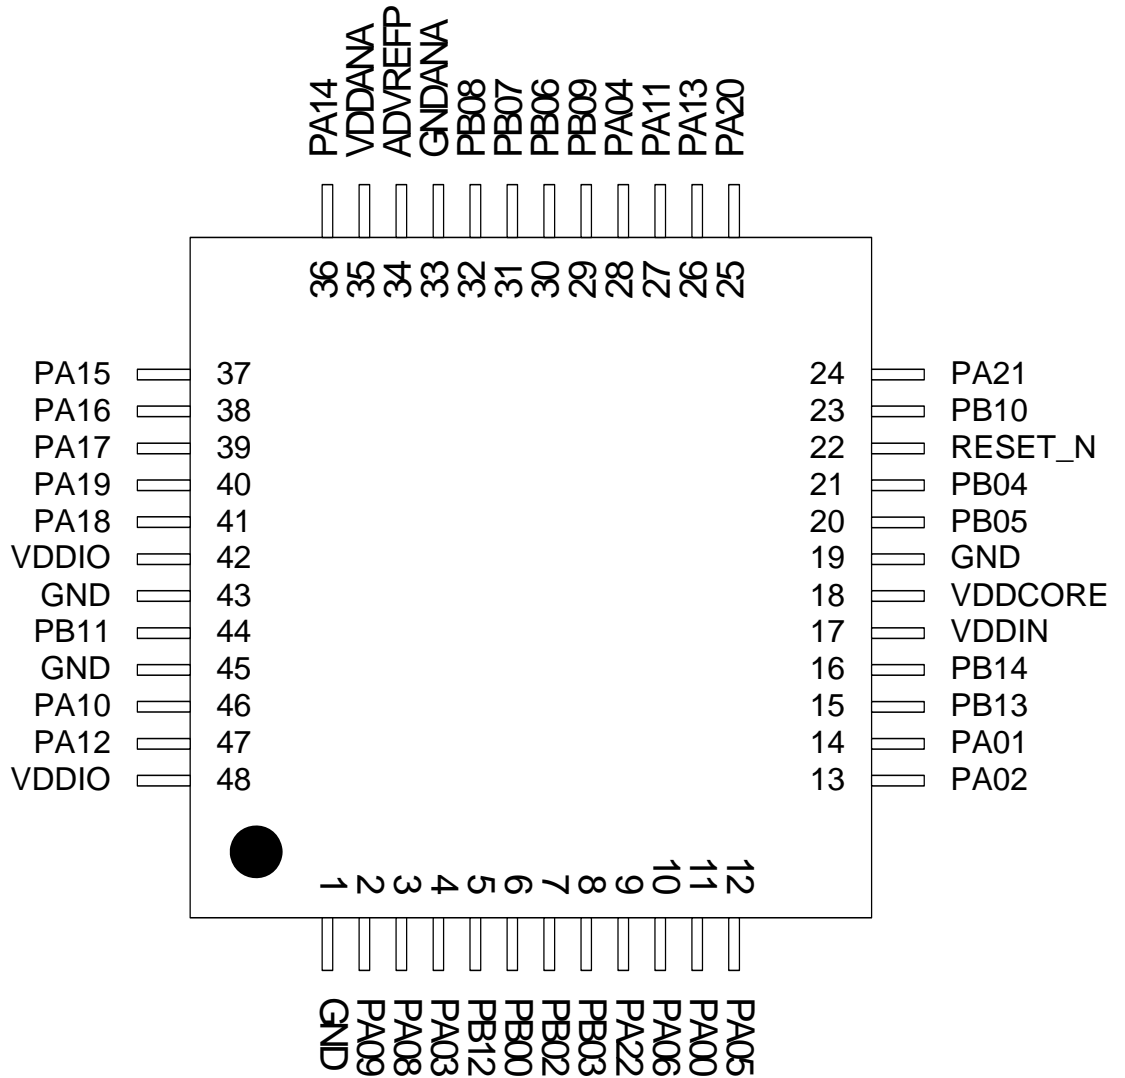 PA14
VDDANA
ADVREFP
GNDANA
PB08
PB07
PB06
PB09
PA04
PA11
PA13
PA20
36
35
34
33
32
31
30
29
28
27
26
25
PA15 37
PA16 38
PA17 39
PA19 40
PA18 41
VDDIO 42
GND 43
PB11 44
GND 45
PA10 46
PA12 47
VDDIO 48
24 PA21
23 PB10
22 RESET_N
21 PB04
20 PB05
19 GND
18 VDDCORE
17 VDDIN
16 PB14
15 PB13
14 PA01
13 PA02
1
2
3
4
5
6
7
8
9
10
11
12
GND
PA09
PA08
PA03
PB12
PB00
PB02
PB03
PA22
PA06
PA00
PA05